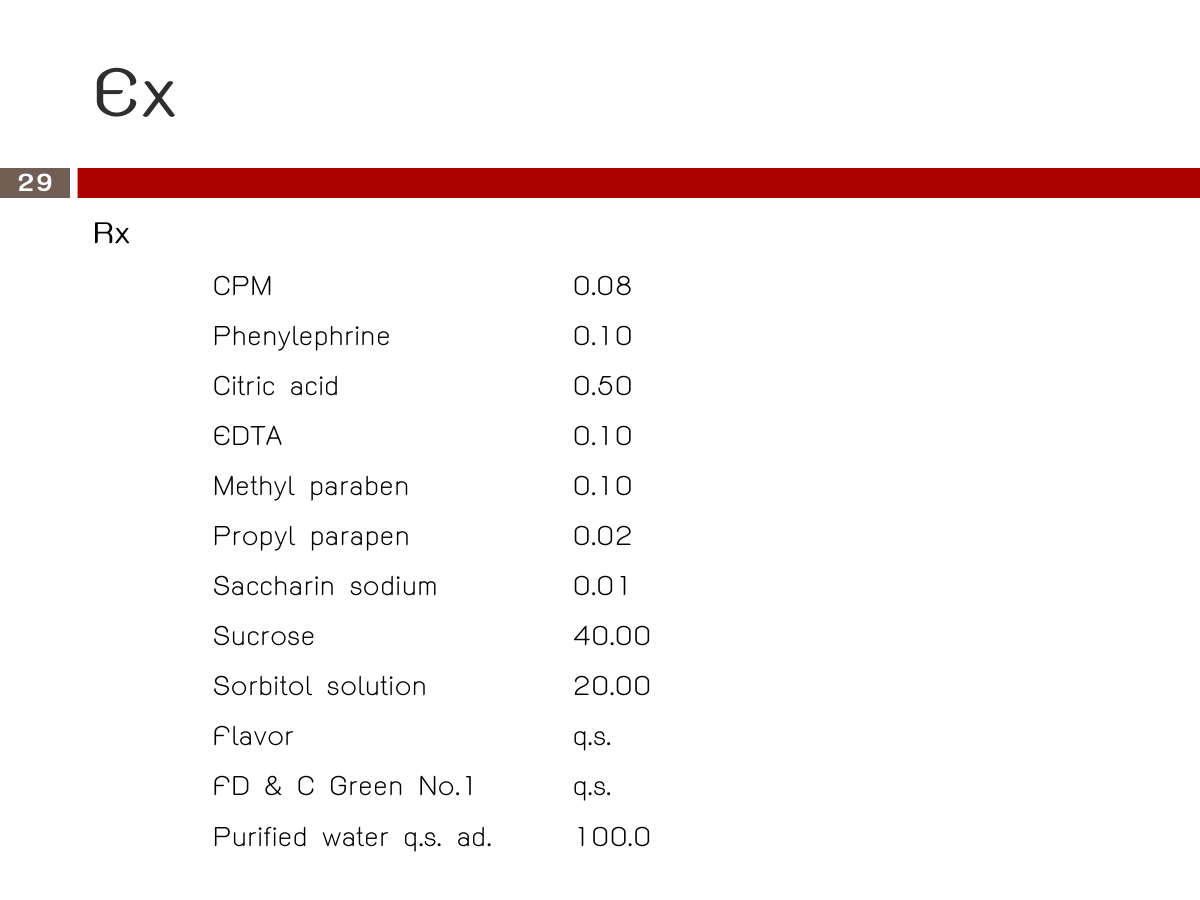 Ex
29
Rx
CPM 0.08
Phenylephrine 0.10
Citric acid 0.50
EDTA 0.10
Methyl paraben 0.10
Propyl parapen 0.02
Saccharin sodium 0.01
Sucrose 40.00
Sorbitol solution 20.00
Flavor q.s.
FD & C Green No.1 q.s.
Purified water q.s. ad. 100.0